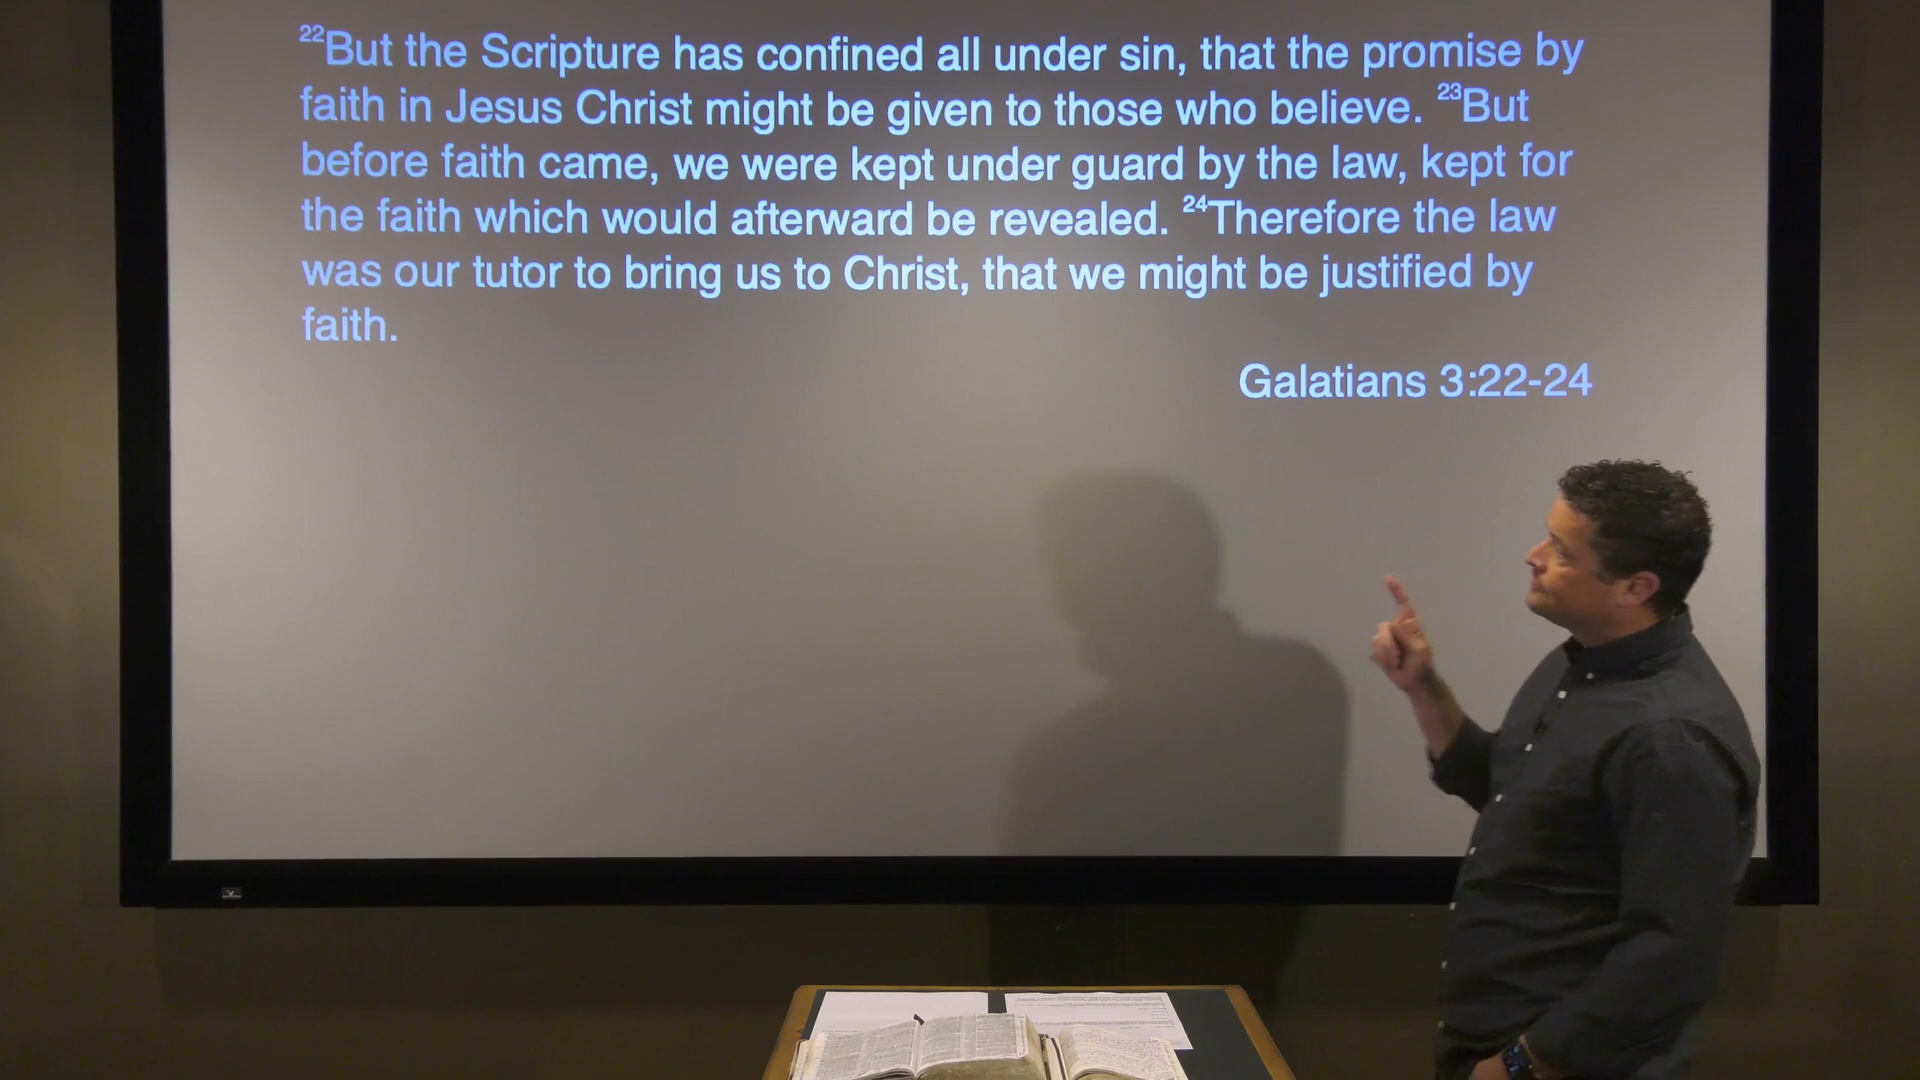 ²²But the Scripture has confined all under sin, that the promise by
faith in Jesus Christ might be given to those who believe. ²³But
before faith came, we were kept under guard by the law, kept for
the faith which would afterward be revealed. ²⁴Therefore the law
was our tutor to bring us to Christ, that we might be justified by
faith.
Galatians 3:22-24